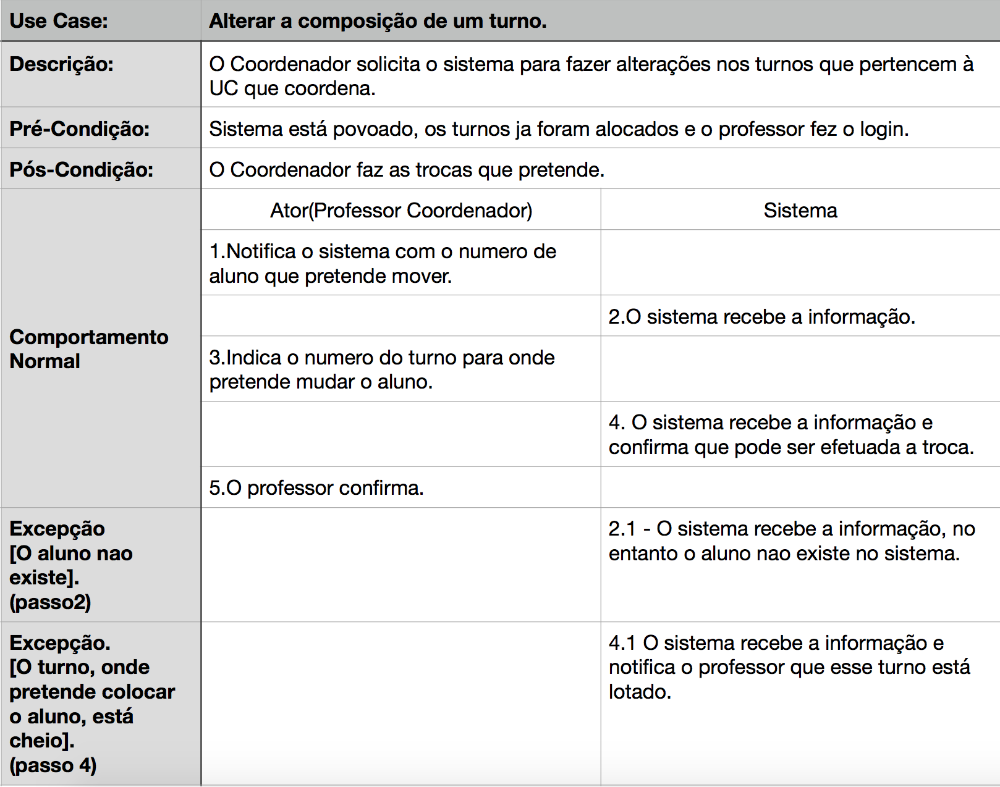 Use Case:
Alterar a composição de um turno.
Descrição:
O Coordenador solicita o sistema para fazer alterações nos turnos que pertencem à
UC que coordena.
Pré-Condição:
Sistema está povoado, os turnos ja foram alocados e o professor fez o login.
Pós-Condição:
O Coordenador faz as trocas que pretende.
Comportamento
Normal
Ator(Professor Coordenador)
Sistema
1.Notifica o sistema com o numero de
aluno que pretende mover.
2.O sistema recebe a informação.
3.Indica o numero do turno para onde
pretende mudar o aluno.
4. O sistema recebe a informação e
confirma que pode ser efetuada a troca.
5.O professor confirma.
Excepção
[O aluno nao
existe].
(passo2)
2.1 - O sistema recebe a informação, no
entanto o aluno nao existe no sistema.
Excepção.
[O turno, onde
pretende colocar
o aluno, está
cheio].
(passo 4)
4.1 O sistema recebe a informação e
notifica o professor que esse turno está
lotado.